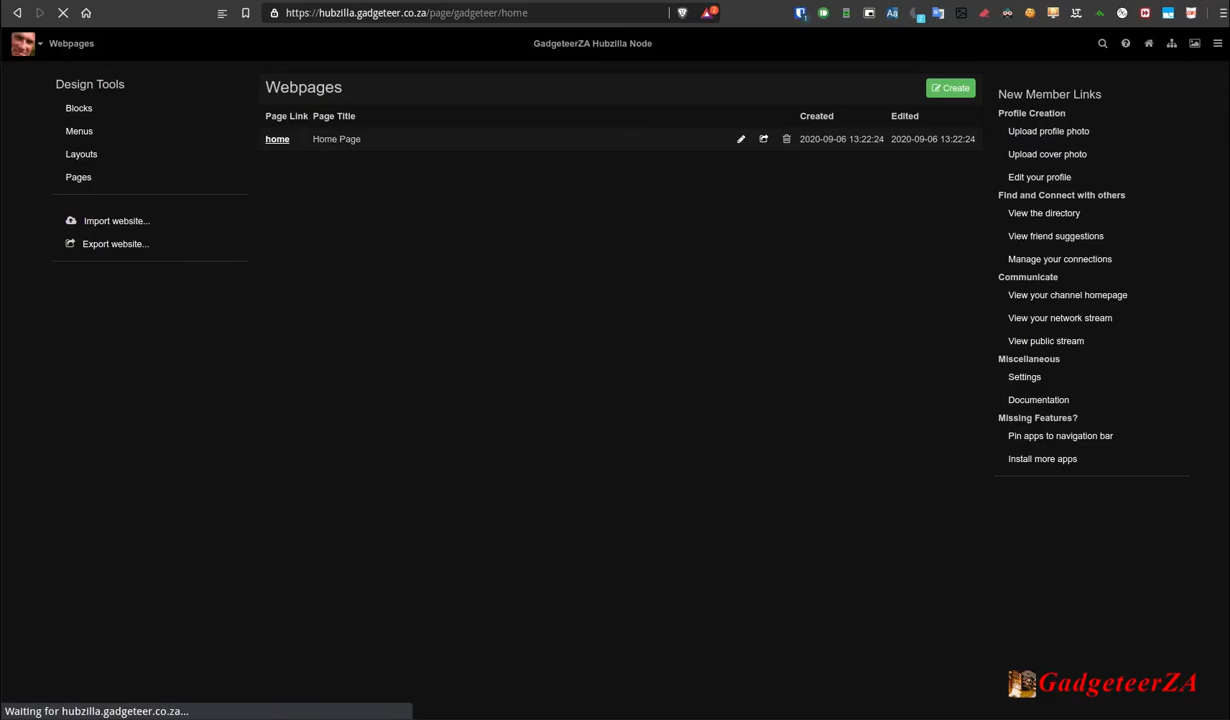 https://hubzilla.gadgeteer.co.za/page/gadgeteer/home
Webpages
GadgeteerZA Hubzilla Node
Design Tools
Blocks
Menus
Layouts
Pages
Import website...
Export website...
Webpages
Create
Page Link Page Title Created Edited
home Home Page 2020-09-06 13:22:24 2020-09-06 13:22:24
New Member Links
Profile Creation
Upload profile photo
Upload cover photo
Edit your profile
Find and Connect with others
View the directory
View friend suggestions
Manage your connections
Communicate
View your channel homepage
View your network stream
View public stream
Miscellaneous
Settings
Documentation
Missing Features?
Pin apps to navigation bar
Install more apps
GadgeteerZA
Waiting for hubzilla.gadgeteer.co.za...